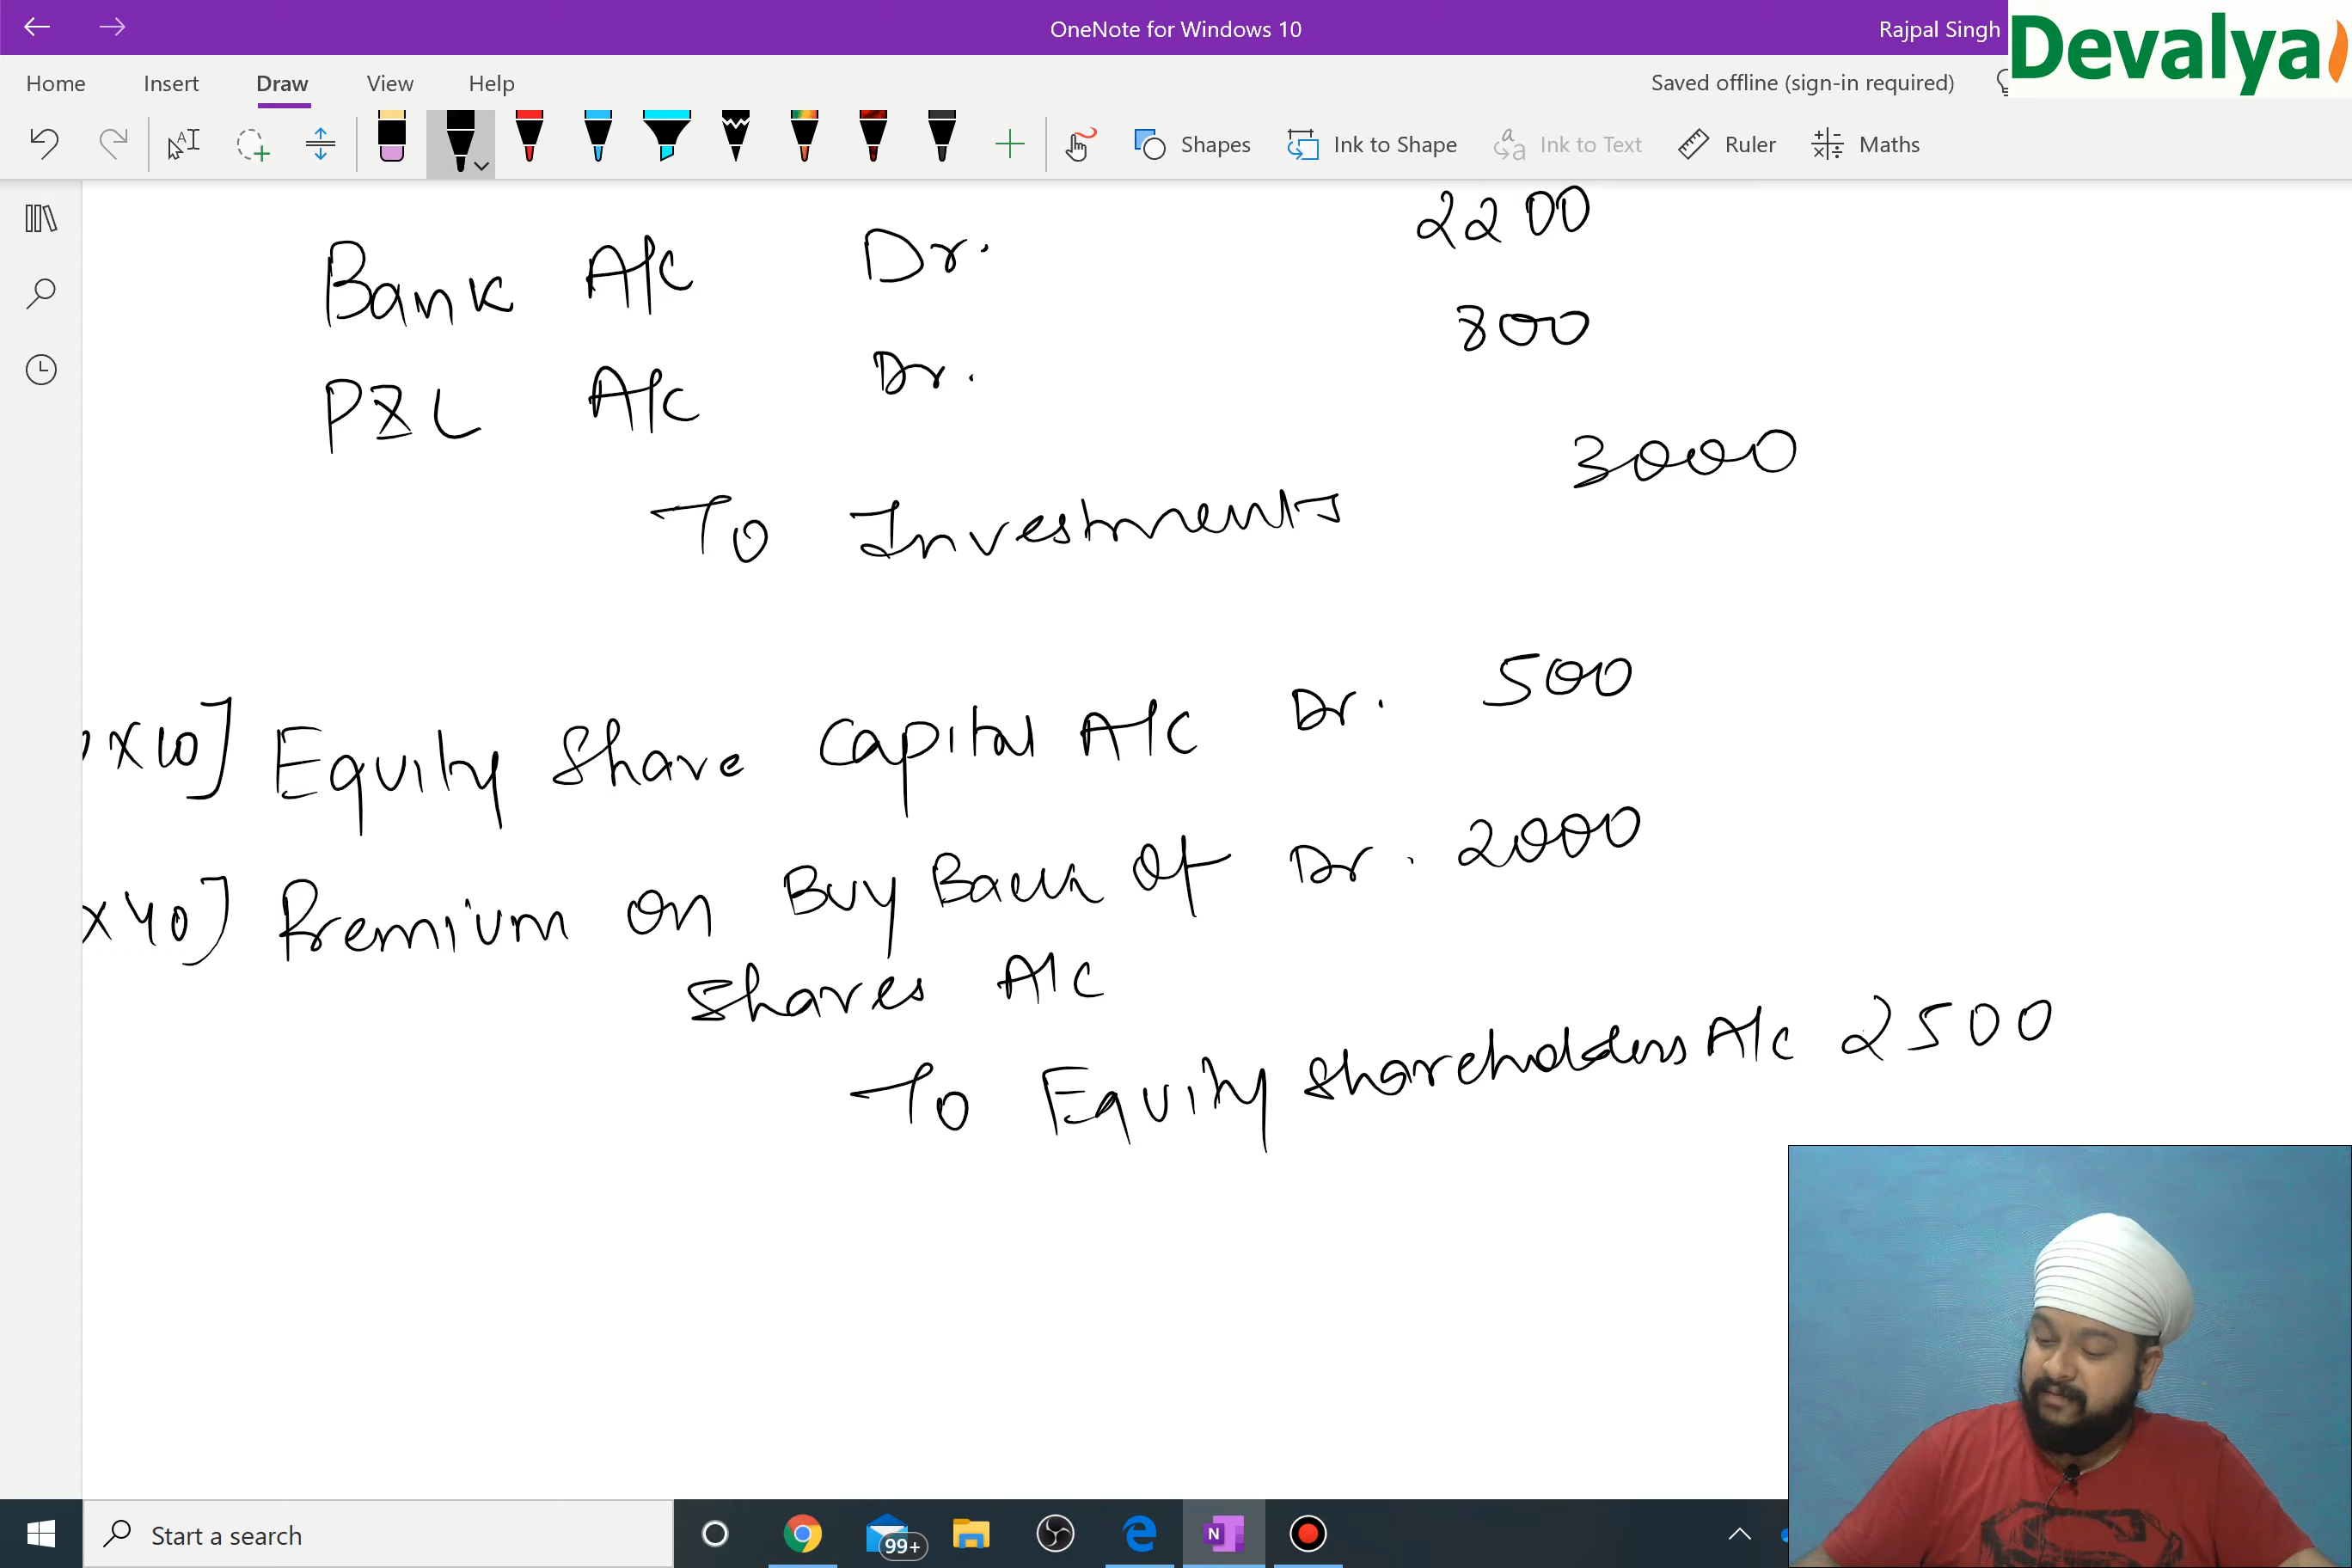 OneNote for Windows 10
Rajpal Singh
Devalya
Home Insert Draw View Help
Saved offline (sign-in required)
Shapes Ink to Shape Ink to Text Ruler Maths
Bank A/c Dr. 2200
P&L A/c Dr. 800
To Investments 3000
X10] Equity Share Capital A/c Dr. 500
X40] Premium on Buy Back Of Dr. 2000
Shares A/c
To Equity Shareholders A/c 2500
Start a search
99+
N